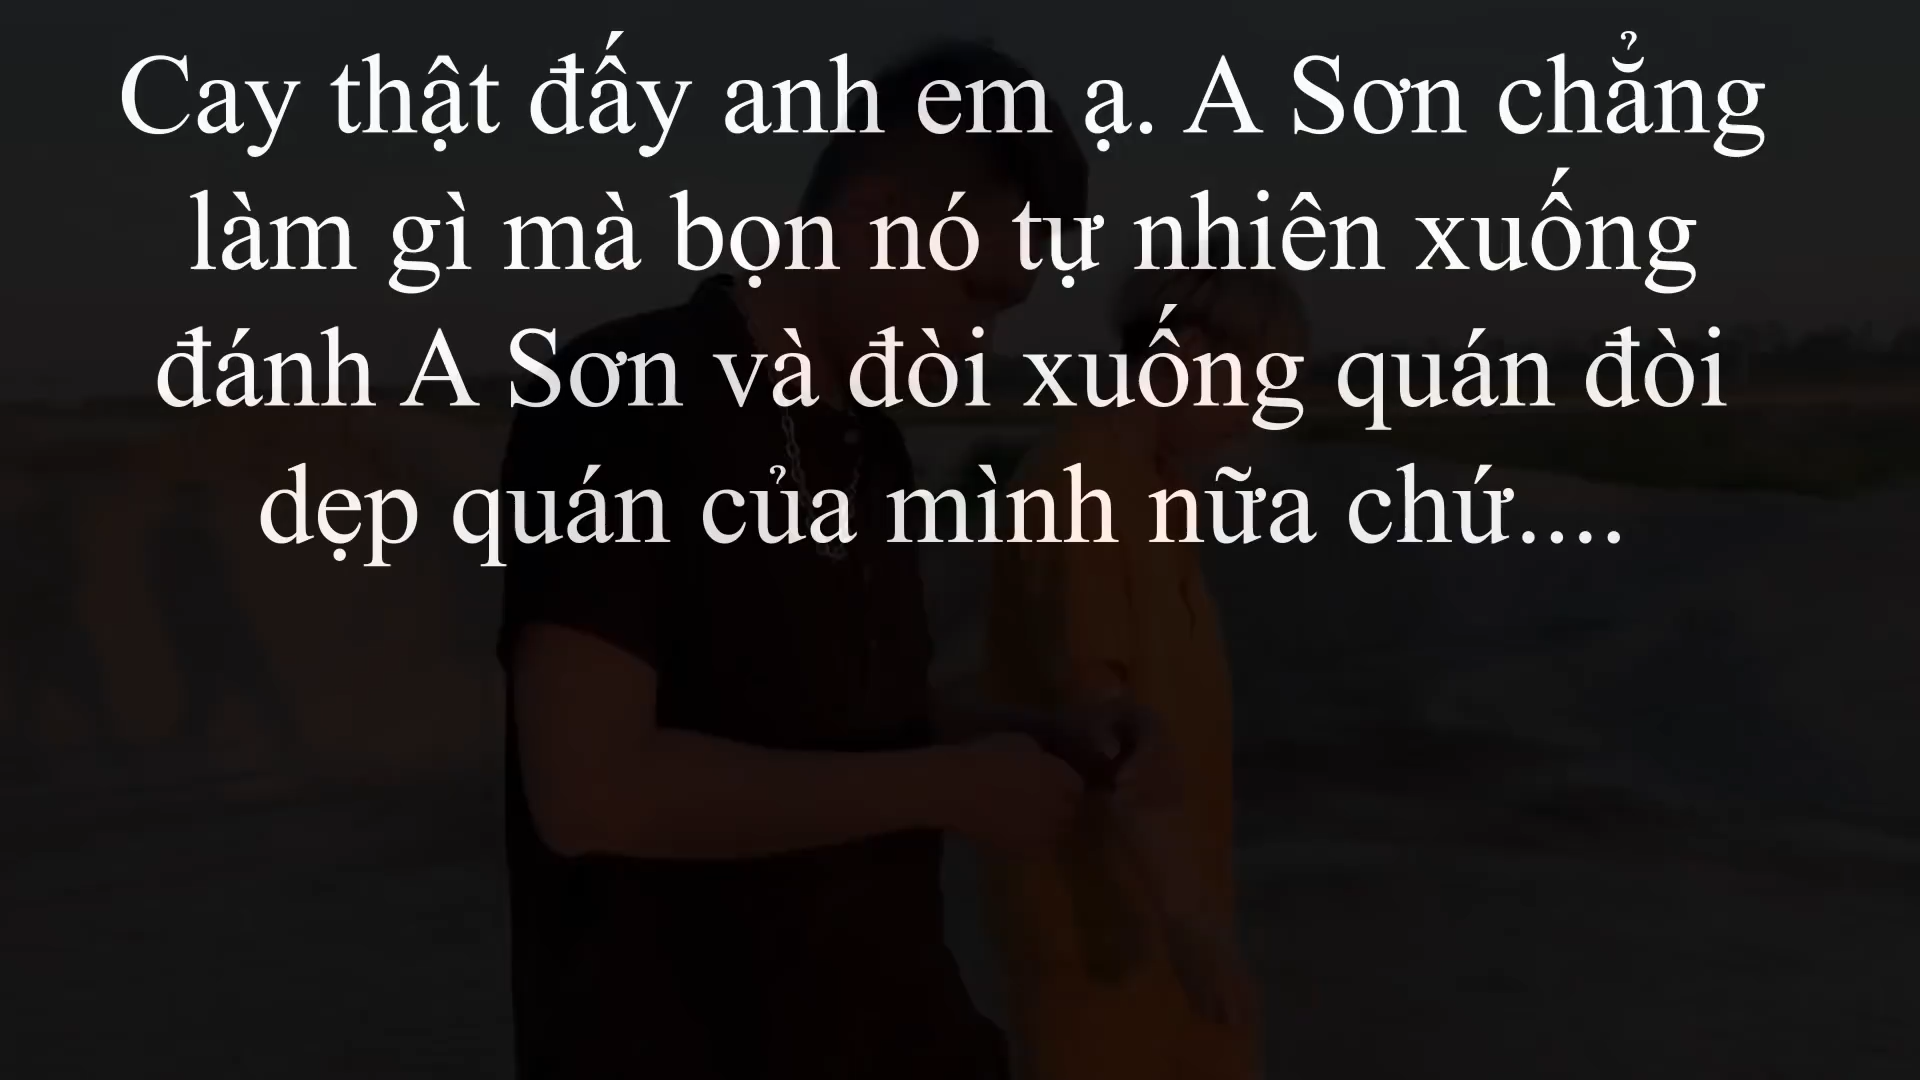 Cay thật đấy anh em ạ. A Sơn chẳng
làm gì mà bọn nó tự nhiên xuống
đánh A Sơn và đòi xuống quán đòi
dẹp quán của mình nữa chứ....